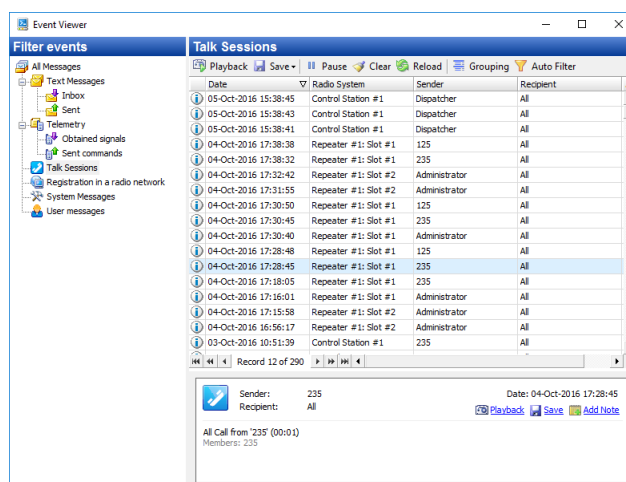 Event Viewer
Filter events
All Messages
Text Messages
Inbox
Sent
Telemetry
Obtained signals
Sent commands
Talk Sessions
Registration in a radio network
System Messages
User messages
Talk Sessions
Playback Save Pause Clear Reload Grouping Auto Filter
Date Radio System Sender Recipient
05-Oct-2016 15:38:45 Control Station #1 Dispatcher All
05-Oct-2016 15:38:43 Control Station #1 Dispatcher All
05-Oct-2016 15:38:41 Control Station #1 Dispatcher All
04-Oct-2016 17:38:38 Repeater #1: Slot #1 125 All
04-Oct-2016 17:38:32 Repeater #1: Slot #1 235 All
04-Oct-2016 17:32:42 Repeater #1: Slot #2 Administrator All
04-Oct-2016 17:31:55 Repeater #1: Slot #2 Administrator All
04-Oct-2016 17:30:50 Repeater #1: Slot #1 125 All
04-Oct-2016 17:30:45 Repeater #1: Slot #1 235 All
04-Oct-2016 17:30:40 Repeater #1: Slot #1 Administrator All
04-Oct-2016 17:28:48 Repeater #1: Slot #1 125 All
04-Oct-2016 17:28:45 Repeater #1: Slot #1 235 All
04-Oct-2016 17:18:05 Repeater #1: Slot #1 235 All
04-Oct-2016 17:16:01 Repeater #1: Slot #1 Administrator All
04-Oct-2016 17:15:58 Repeater #1: Slot #2 Administrator All
04-Oct-2016 16:56:17 Repeater #1: Slot #2 Administrator All
03-Oct-2016 10:51:39 Control Station #1 235 All
Record 12 of 290
Sender: 235 Date: 04-Oct-2016 17:28:45
Recipient: All Playback Save Add Note
All Call from '235' (00:01)
Members: 235